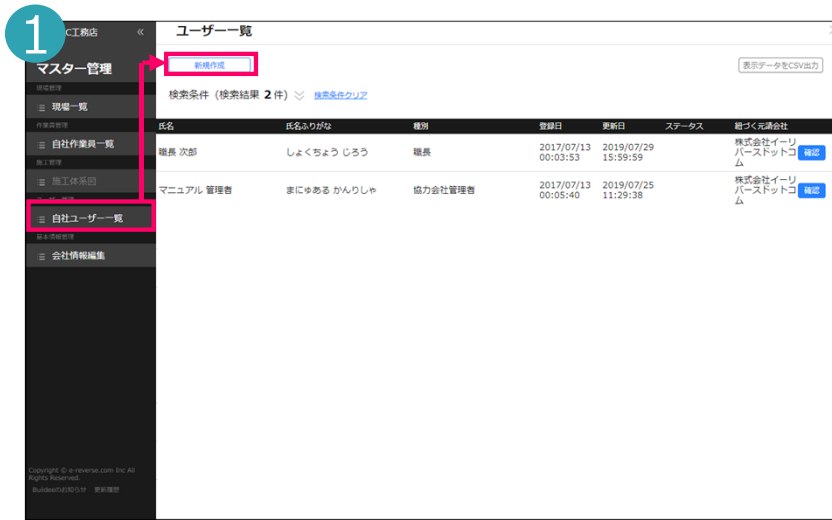 1
C工務店
«
ユーザー一覧
マスター管理
新規作成
表示データをCSV出力
現場管理
検索条件（検索結果 2 件）
検索条件クリア
現場一覧
作業員管理
自社作業員一覧
施工管理
施工体系図
ユーザー管理
自社ユーザー一覧
基本情報管理
会社情報編集
氏名 氏名ふりがな 種別 登録日 更新日 ステータス 紐づく元請会社
職長 次郎 しょくちょう じろう 職長 2017/07/13 00:03:53 2019/07/29 15:59:59 株式会社イーリバースドットコム 確認
マニュアル 管理者 まにゅある かんりしゃ 協力会社管理者 2017/07/13 00:05:40 2019/07/25 11:29:38 株式会社イーリバースドットコム 確認
Copyright © e-reverse.com Inc All
Rights Reserved.
Buildeeのお知らせ 更新履歴